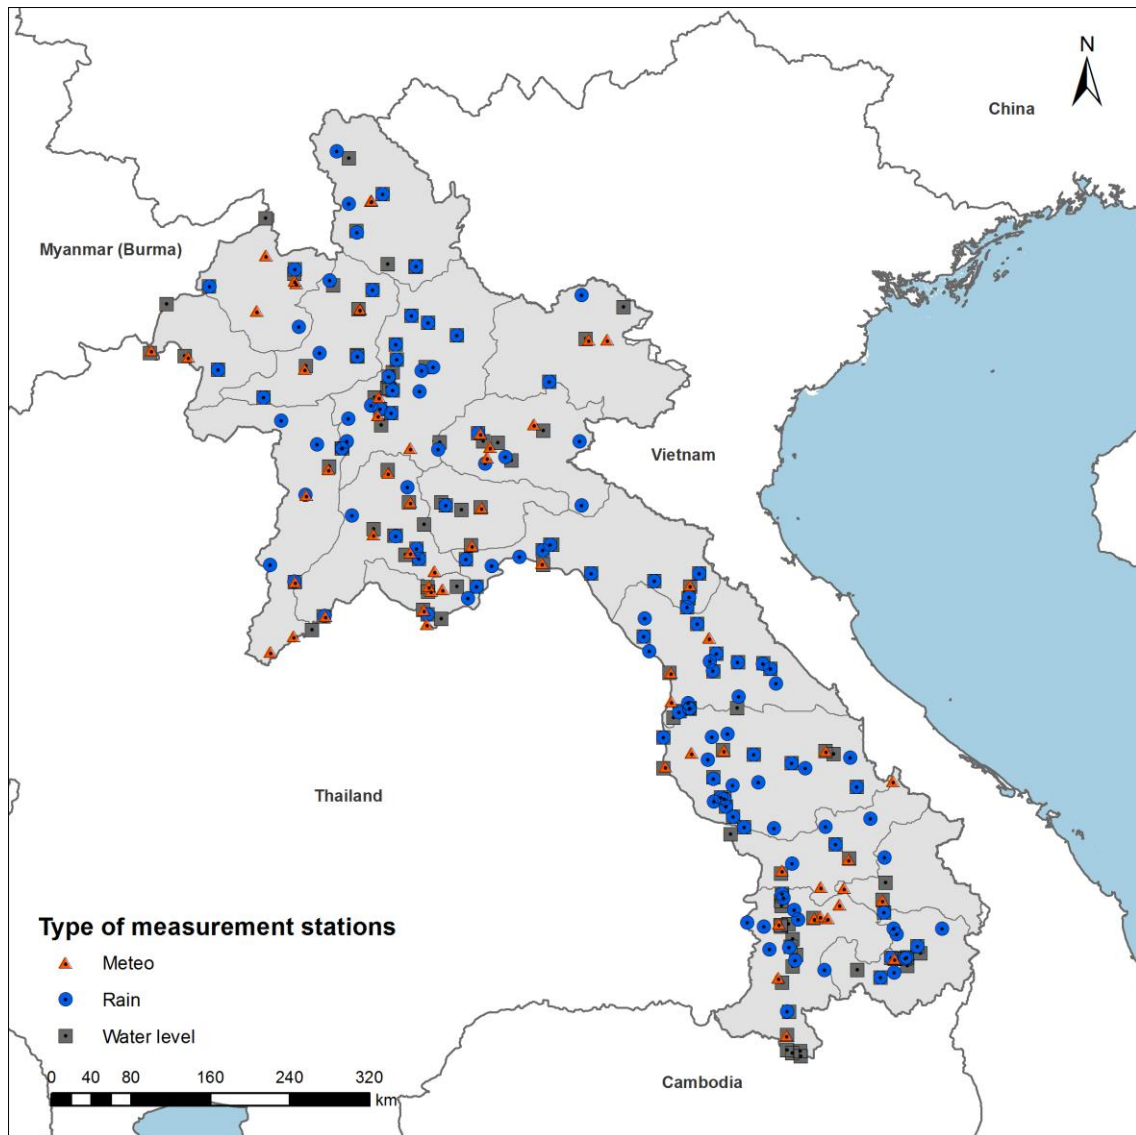 N
China
Myanmar (Burma)
Vietnam
Thailand
Type of measurement stations
Meteo
Rain
Water level
Cambodia
0 40 80 160 240 320
km